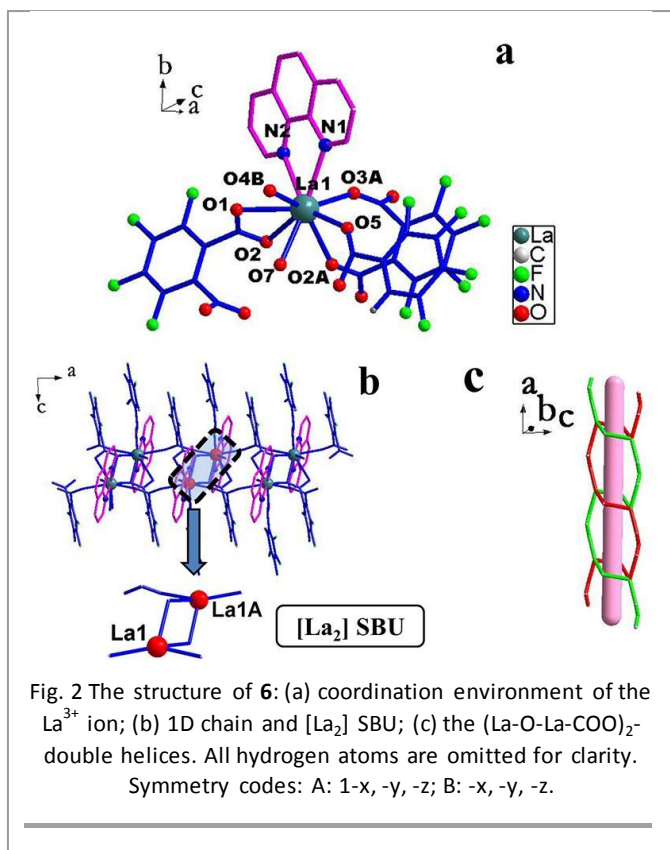 a
b
c
a
N2
N1
La1
O4B
O3A
O1
O5
O2
O7
O2A
La
C
F
N
O
a
c
b
c
a
b
c
La1A
La1
[La₂] SBU
Fig. 2 The structure of 6: (a) coordination environment of the
La³⁺ ion; (b) 1D chain and [La₂] SBU; (c) the (La-O-La-COO)₂-
double helices. All hydrogen atoms are omitted for clarity.
Symmetry codes: A: 1-x, -y, -z; B: -x, -y, -z.